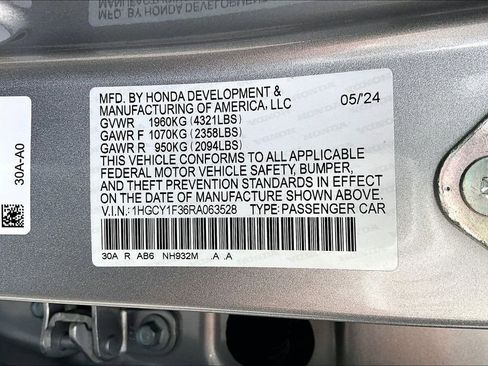 MFG. BY HONDA DEVELOPMENT &
MANUFACTURING OF AMERICA, LLC 05/'24
GVWR 1960KG (4321LBS)
GAWR F 1070KG (2358LBS)
GAWR R 950KG (2094LBS)
THIS VEHICLE CONFORMS TO ALL APPLICABLE
FEDERAL MOTOR VEHICLE SAFETY, BUMPER,
AND THEFT PREVENTION STANDARDS IN EFFECT
ON THE DATE OF MANUFACTURE SHOWN ABOVE.
V.I.N.: 1HGCY1F36RA063528 TYPE: PASSENGER CAR
30A R AB6 NH932M .A .A
30A-A0